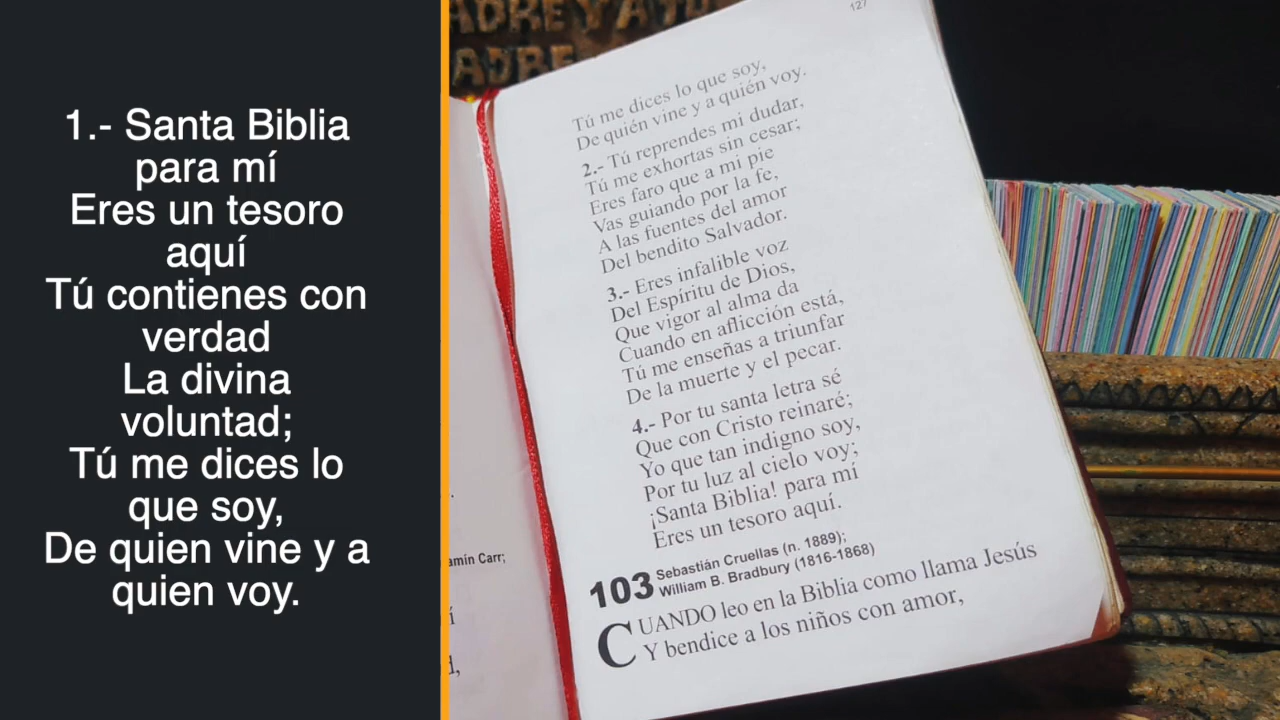 1.- Santa Biblia
para mí
Eres un tesoro
aquí
Tú contienes con
verdad
La divina
voluntad;
Tú me dices lo
que soy,
De quien vine y a
quien voy.
127
Tú me dices lo que soy,
De quién vine y a quién voy.
2.- Tú reprendes mi dudar,
Tú me exhortas sin cesar;
Eres faro que a mi pie
Vas guiando por la fe,
A las fuentes del amor
Del bendito Salvador.
3.- Eres infalible voz
Del Espíritu de Dios,
Que vigor al alma da
Cuando en aflicción está,
Tú me enseñas a triunfar
De la muerte y el pecar.
4.- Por tu santa letra sé
Que con Cristo reinaré;
Yo que tan indigno soy,
Por tu luz al cielo voy;
¡Santa Biblia! para mí
Eres un tesoro aquí.
103 Sebastián Cruellas (n. 1889);
William B. Bradbury (1816-1868)
CUANDO leo en la Biblia como llama Jesús
Y bendice a los niños con amor,
Carr;